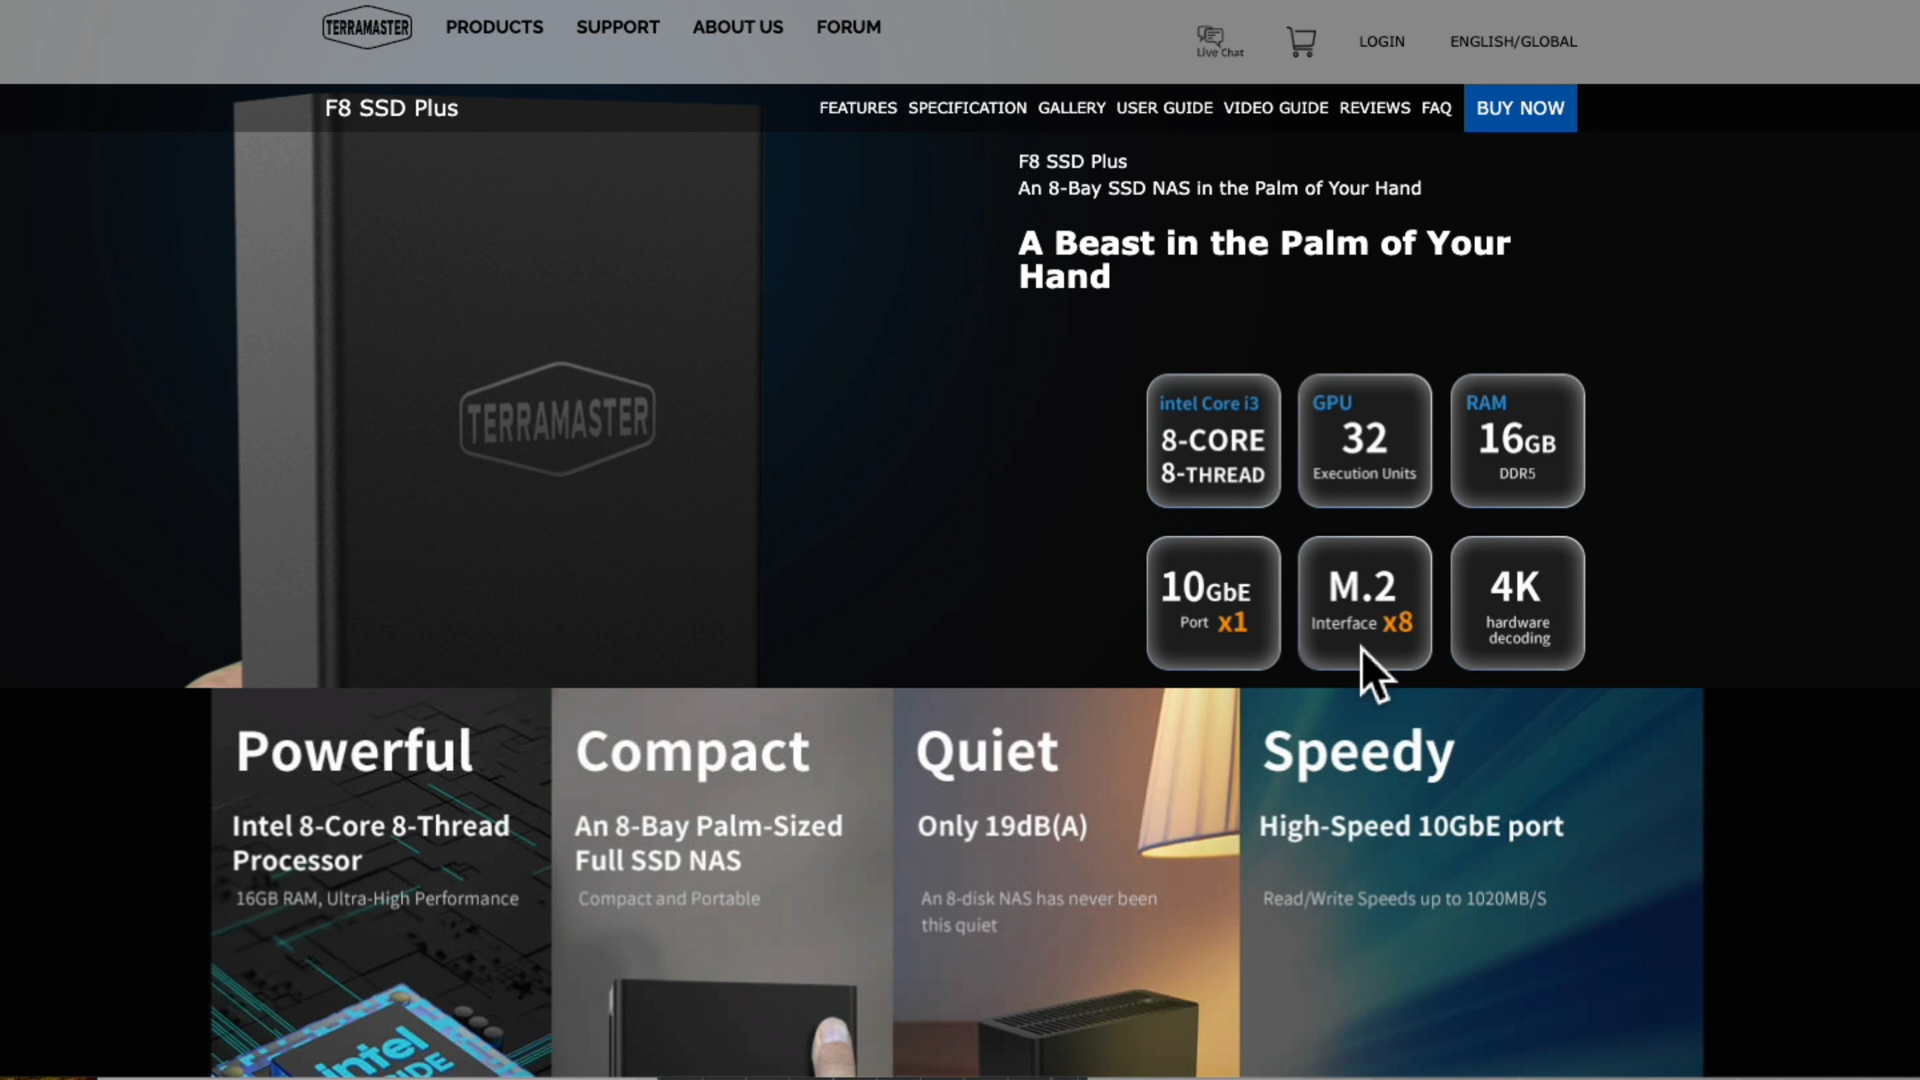 TERRAMASTER
PRODUCTS
SUPPORT
ABOUT US
FORUM
Live Chat
LOGIN
ENGLISH/GLOBAL
F8 SSD Plus
FEATURES
SPECIFICATION
GALLERY
USER GUIDE
VIDEO GUIDE
REVIEWS
FAQ
BUY NOW
F8 SSD Plus
An 8-Bay SSD NAS in the Palm of Your Hand
A Beast in the Palm of Your
Hand
TERRAMASTER
intel Core i3
8-CORE
8-THREAD
GPU
32
Execution Units
RAM
16GB
DDR5
10GbE
Port x1
M.2
Interface x8
4K
hardware
decoding
Powerful
Intel 8-Core 8-Thread
Processor
16GB RAM, Ultra-High Performance
intel
Compact
An 8-Bay Palm-Sized
Full SSD NAS
Compact and Portable
Quiet
Only 19dB(A)
An 8-disk NAS has never been
this quiet
Speedy
High-Speed 10GbE port
Read/Write Speeds up to 1020MB/S